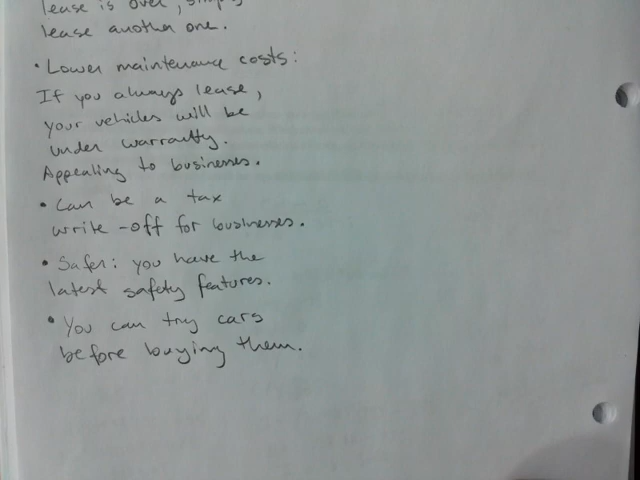 lease is over, simply
lease another one.
• Lower maintenance costs:
If you always lease,
your vehicles will be
under warranty.
Appealing to businesses.
• Can be a tax
write-off for businesses.
• Safer: you have the
latest safety features.
• You can try cars
before buying them.